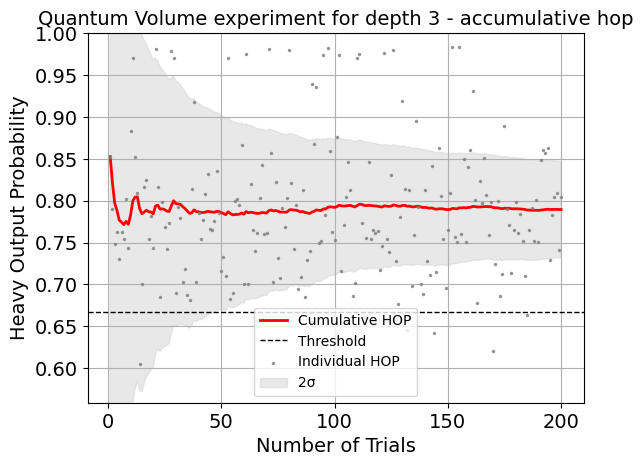 Quantum Volume experiment for depth 3 - accumulative hop
Heavy Output Probability
1.00
0.95
0.90
0.85
0.80
0.75
0.70
0.65
0.60
Cumulative HOP
Threshold
Individual HOP
2σ
0 50 100 150 200
Number of Trials